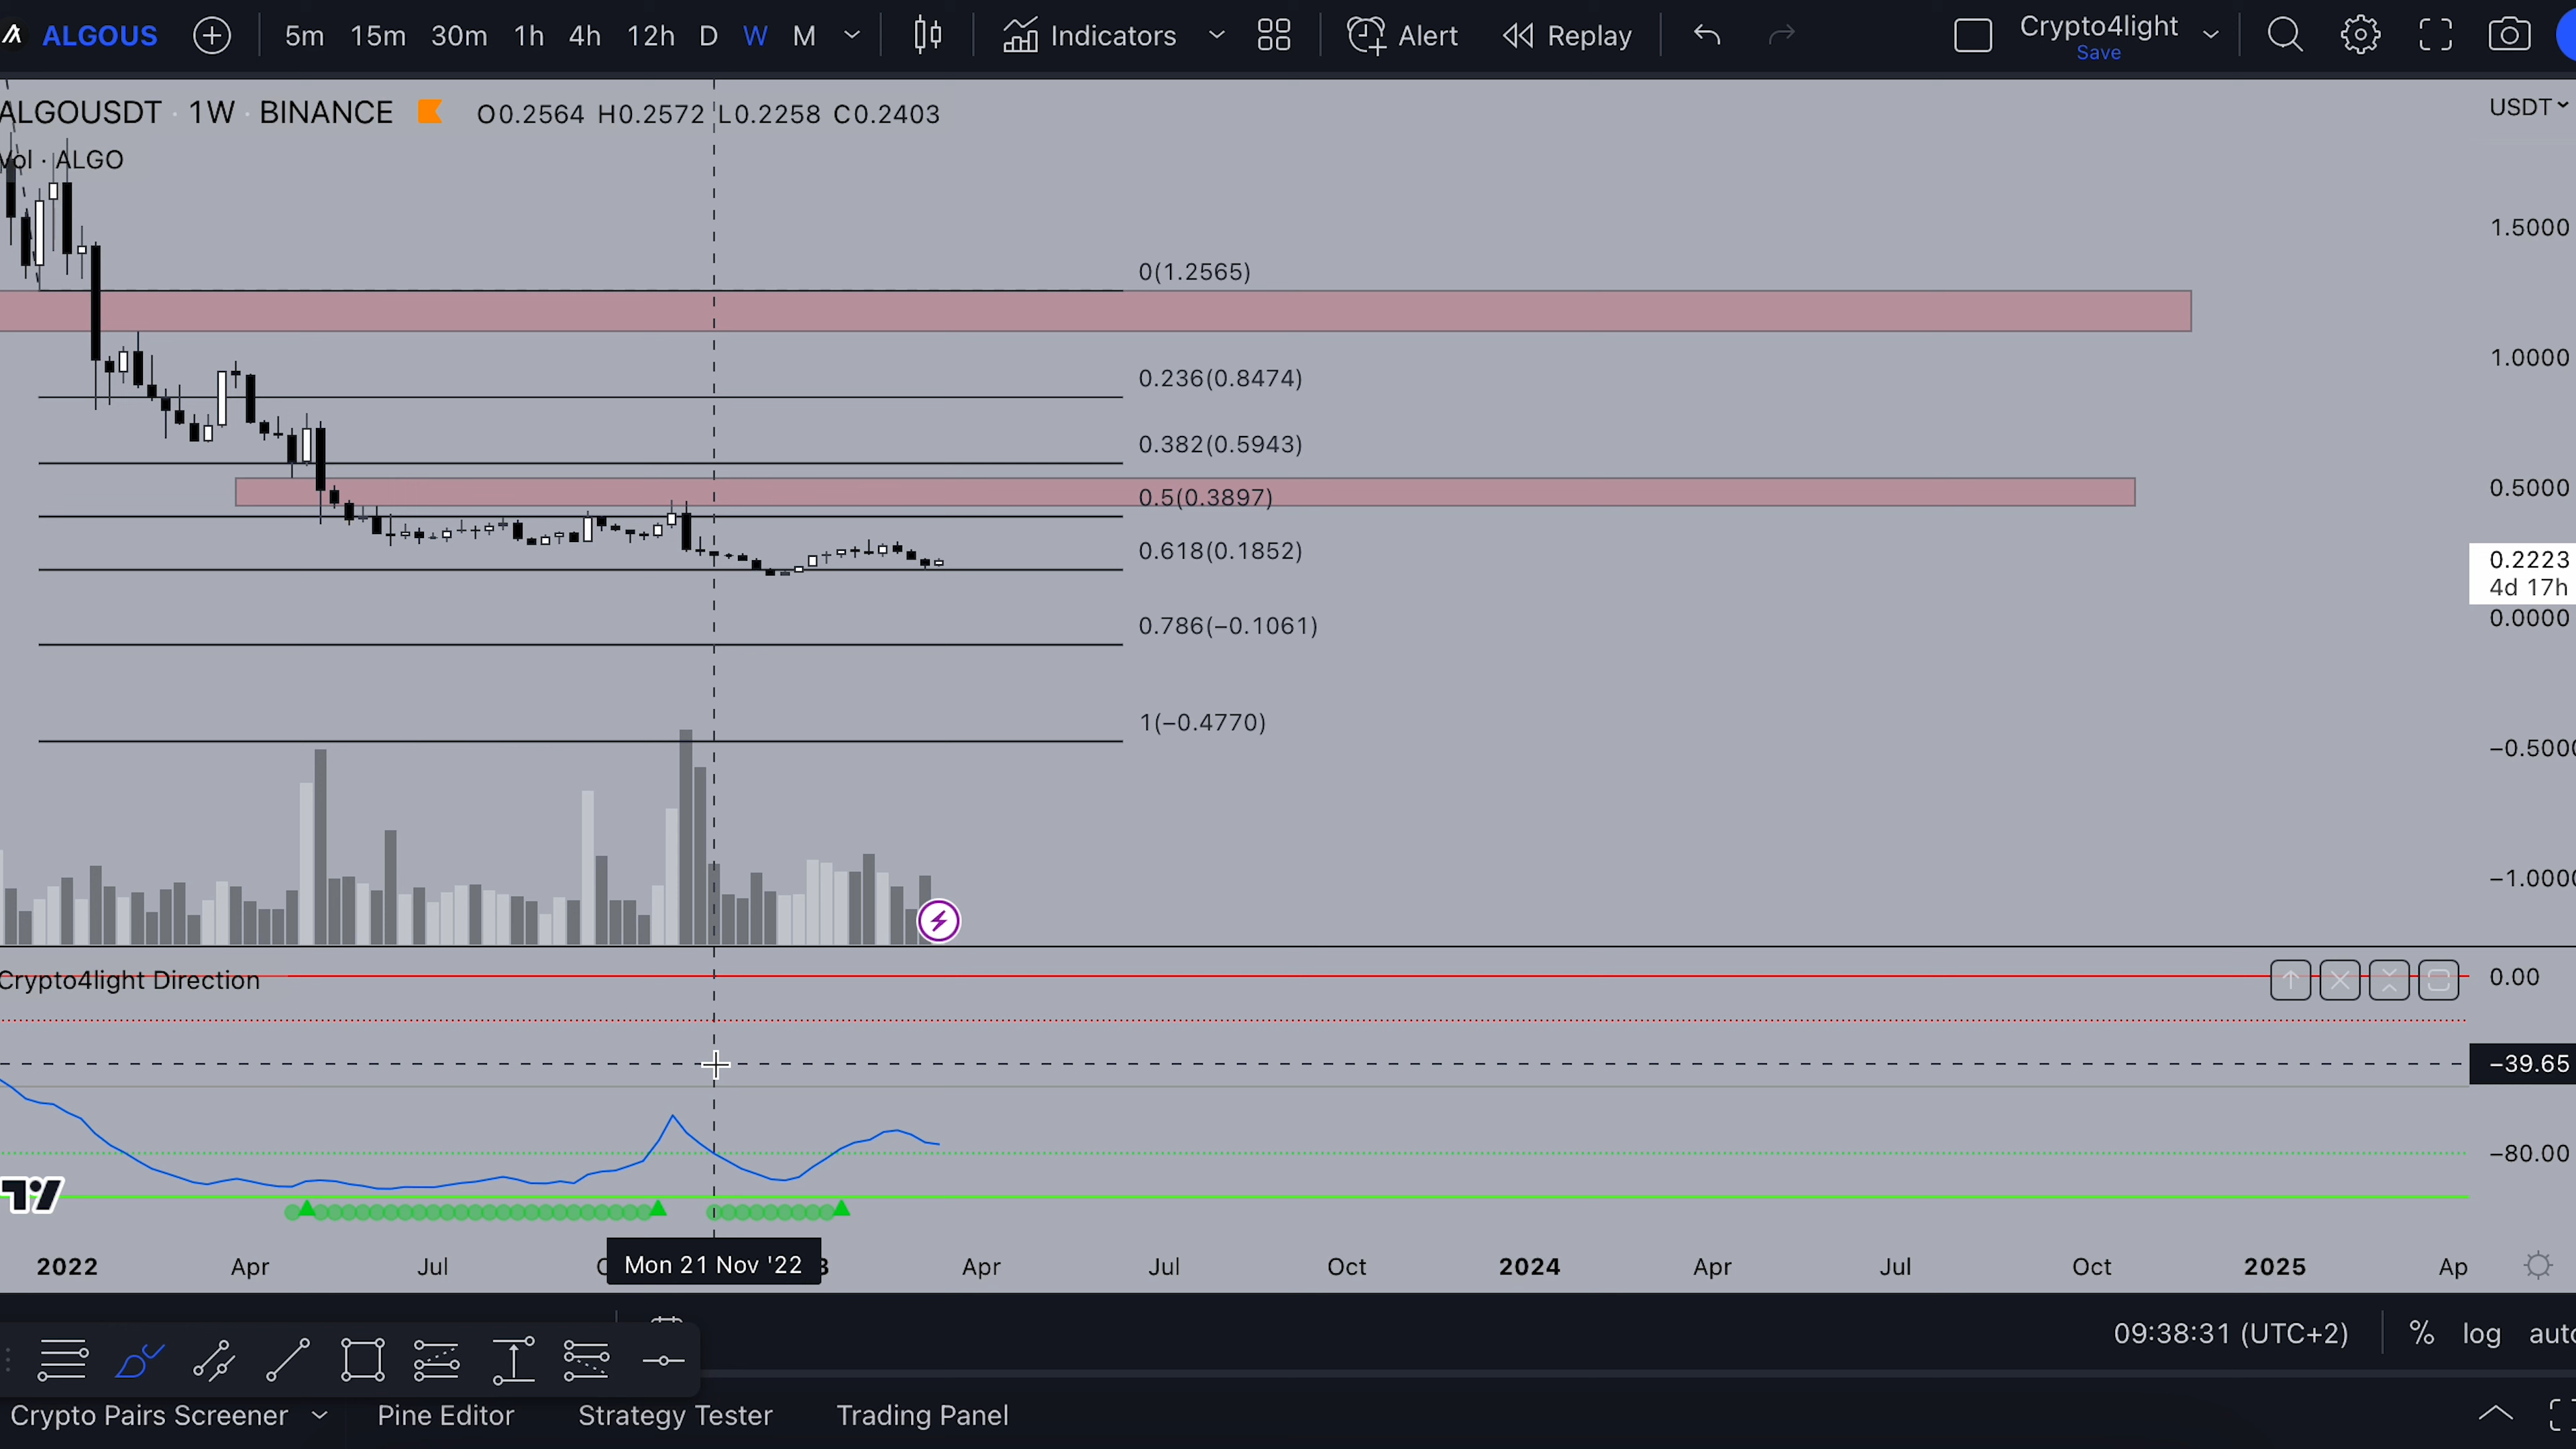 ALGOUS 5m 15m 30m 1h 4h 12h D W M Indicators Alert Replay Crypto4light
Save
ALGOUSDT · 1W · BINANCE O0.2564 H0.2572 L0.2258 C0.2403 USDT
Vol · ALGO
1.5000
0(1.2565)
1.0000
0.236(0.8474)
0.382(0.5943)
0.5000
0.5(0.3897)
0.618(0.1852)
0.2223
4d 17h
0.0000
0.786(−0.1061)
1(−0.4770)
−0.5000
−1.0000
Crypto4light Direction 0.00
−39.65
−80.00
2022 Apr Jul Mon 21 Nov '22 Apr Jul Oct 2024 Apr Jul Oct 2025 Ap
09:38:31 (UTC+2) % log auto
Crypto Pairs Screener Pine Editor Strategy Tester Trading Panel